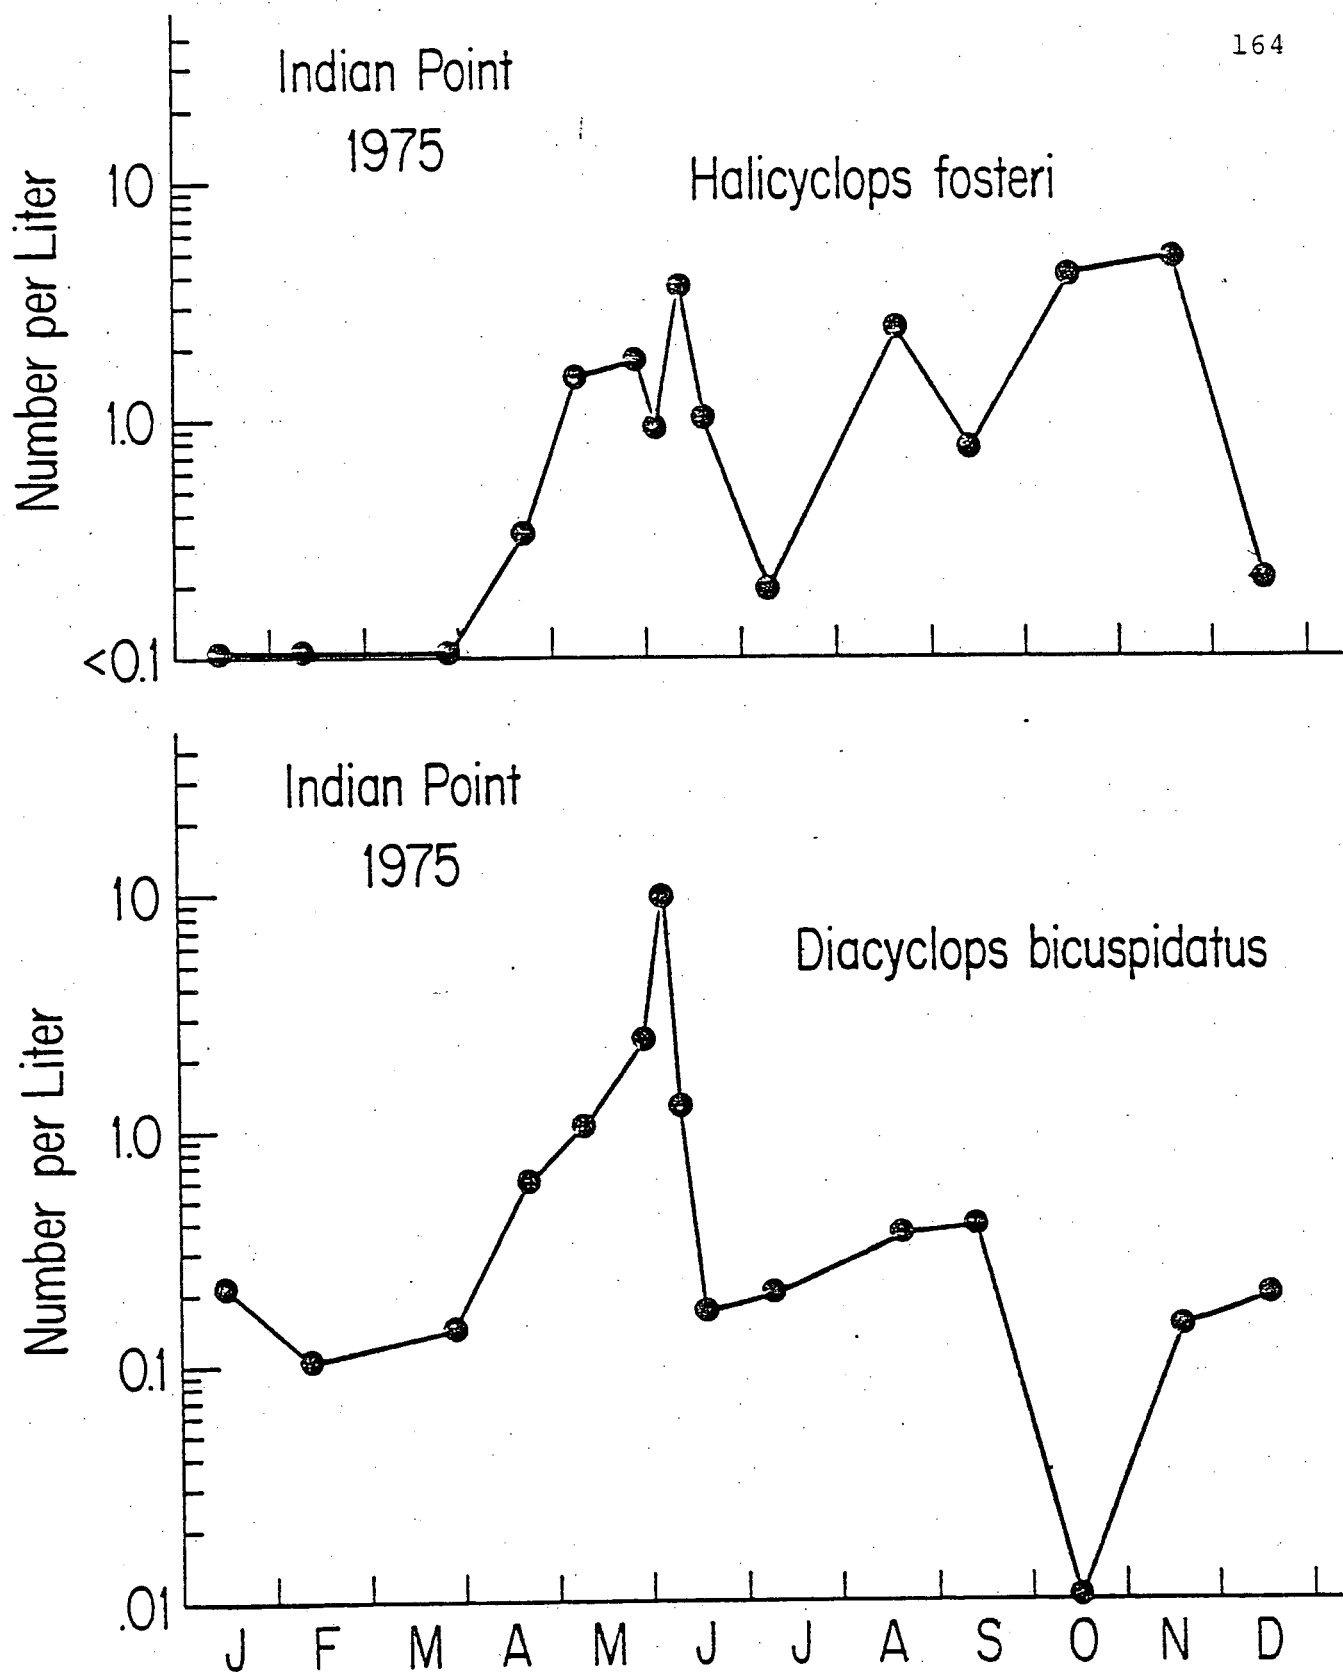 164
Indian Point
1975
Halicyclops fosteri
Number per Liter
10
1.0
<0.1
Indian Point
1975
Diacyclops bicuspidatus
Number per Liter
10
1.0
0.1
.01
J F M A M J J A S O N D